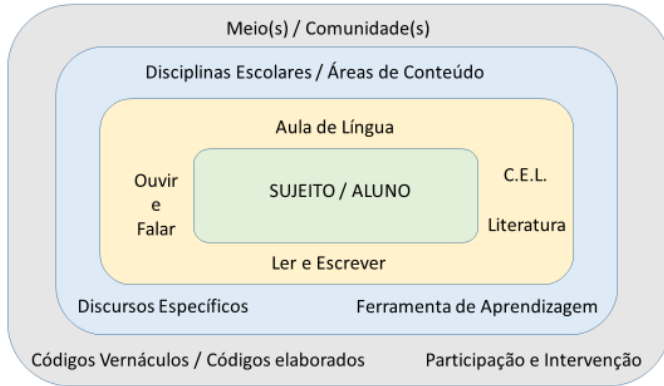 Meio(s) / Comunidade(s)
Disciplinas Escolares / Áreas de Conteúdo
Aula de Língua
Ouvir
e
Falar
SUJEITO / ALUNO
C.E.L.
Literatura
Ler e Escrever
Discursos Específicos
Ferramenta de Aprendizagem
Códigos Vernáculos / Códigos elaborados
Participação e Intervenção